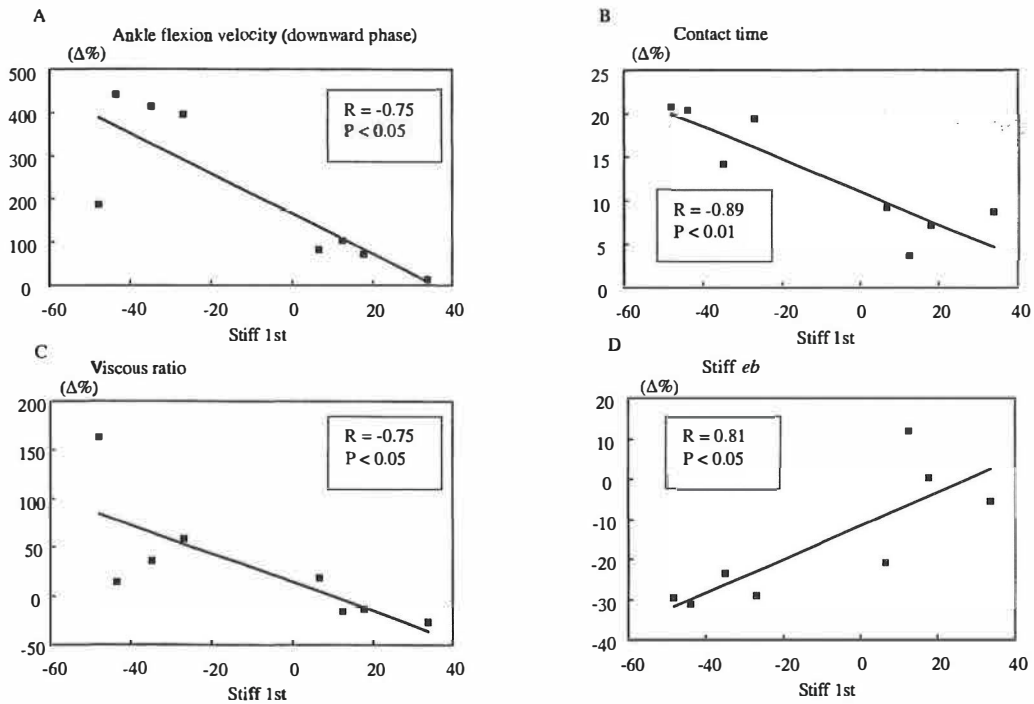 A
Ankle flexion velocity (downward phase)
(Δ%)
500
400
300
200
100
0
R = -0.75
P < 0.05
-60 -40 -20 0 20 40
Stiff 1st
B
Contact time
(Δ%)
25
20
15
10
5
0
R = -0.89
P < 0.01
-60 -40 -20 0 20 40
Stiff 1st
C
Viscous ratio
(Δ%)
200
150
100
50
0
-50
R = -0.75
P < 0.05
-60 -40 -20 0 20 40
Stiff 1st
D
Stiff eb
(Δ%)
20
10
0
-10
-20
-30
-40
R = 0.81
P < 0.05
-60 -40 -20 0 20 40
Stiff 1st